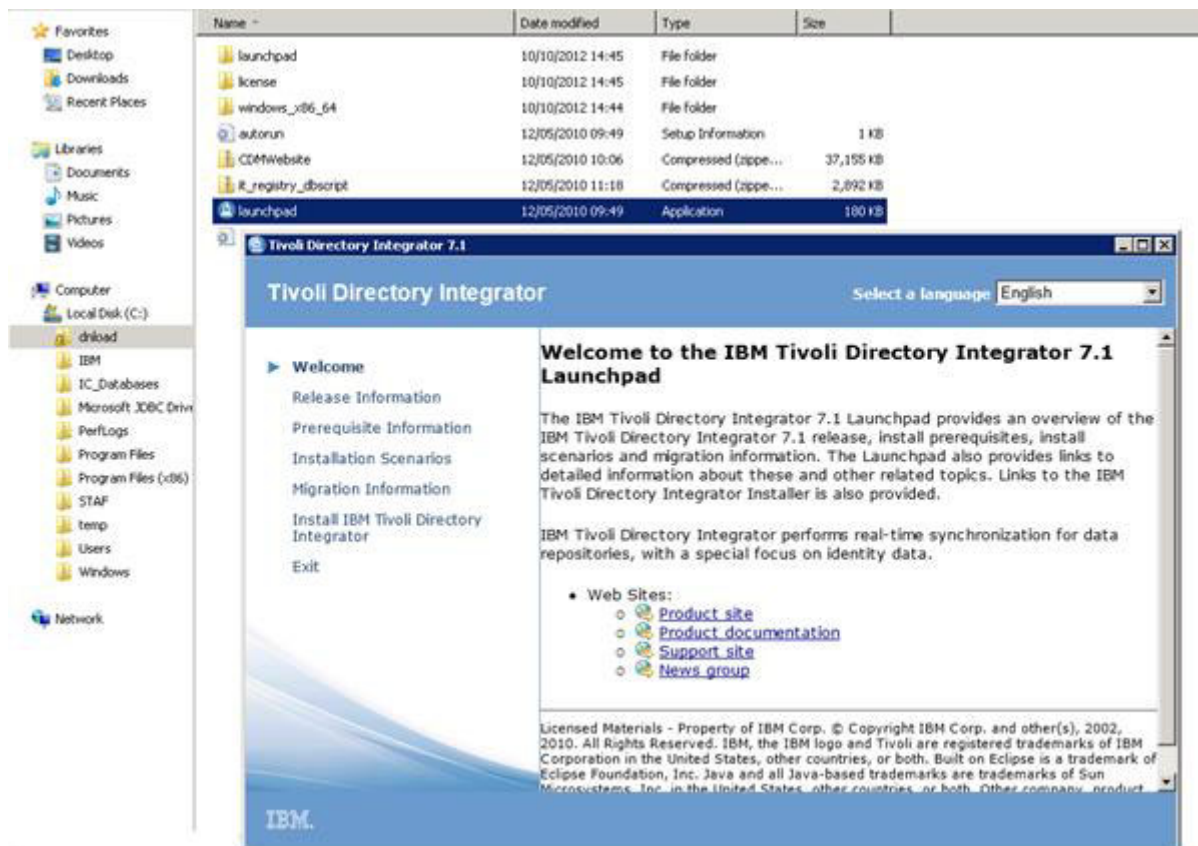 Favorites
Desktop
Downloads
Recent Places
Libraries
Documents
Music
Pictures
Videos
Computer
Local Disk (C:)
dnload
IBM
IC_Databases
Microsoft JDBC Drive
PerfLogs
Program Files
Program Files (x86)
STAF
temp
Users
Windows
Network
Name Date modified Type Size
launchpad 10/10/2012 14:45 File folder
license 10/10/2012 14:45 File folder
windows_x86_64 10/10/2012 14:44 File folder
autorun 12/05/2010 09:49 Setup Information 1 KB
CDMWebsite 12/05/2010 10:06 Compressed (zippe... 37,155 KB
it_registry_dbscript 12/05/2010 11:18 Compressed (zippe... 2,892 KB
launchpad 12/05/2010 09:49 Application 180 KB
Tivoli Directory Integrator 7.1
Tivoli Directory Integrator
Select a language English
Welcome
Release Information
Prerequisite Information
Installation Scenarios
Migration Information
Install IBM Tivoli Directory
Integrator
Exit
Welcome to the IBM Tivoli Directory Integrator 7.1
Launchpad
The IBM Tivoli Directory Integrator 7.1 Launchpad provides an overview of the
IBM Tivoli Directory Integrator 7.1 release, install prerequisites, install
scenarios and migration information. The Launchpad also provides links to
detailed information about these and other related topics. Links to the IBM
Tivoli Directory Integrator Installer is also provided.
IBM Tivoli Directory Integrator performs real-time synchronization for data
repositories, with a special focus on identity data.
• Web Sites:
Product site
Product documentation
Support site
News group
Licensed Materials - Property of IBM Corp. © Copyright IBM Corp. and other(s), 2002,
2010. All Rights Reserved. IBM, the IBM logo and Tivoli are registered trademarks of IBM
Corporation in the United States, other countries, or both. Built on Eclipse is a trademark of
Eclipse Foundation, Inc. Java and all Java-based trademarks are trademarks of Sun
Microsystems, Inc. in the United States, other countries, or both. Other company, product
IBM.